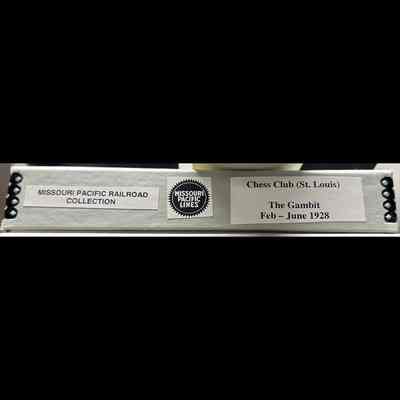 MISSOURI PACIFIC RAILROAD
COLLECTION
MISSOURI
PACIFIC
LINES
Chess Club (St. Louis)
The Gambit
Feb – June 1928